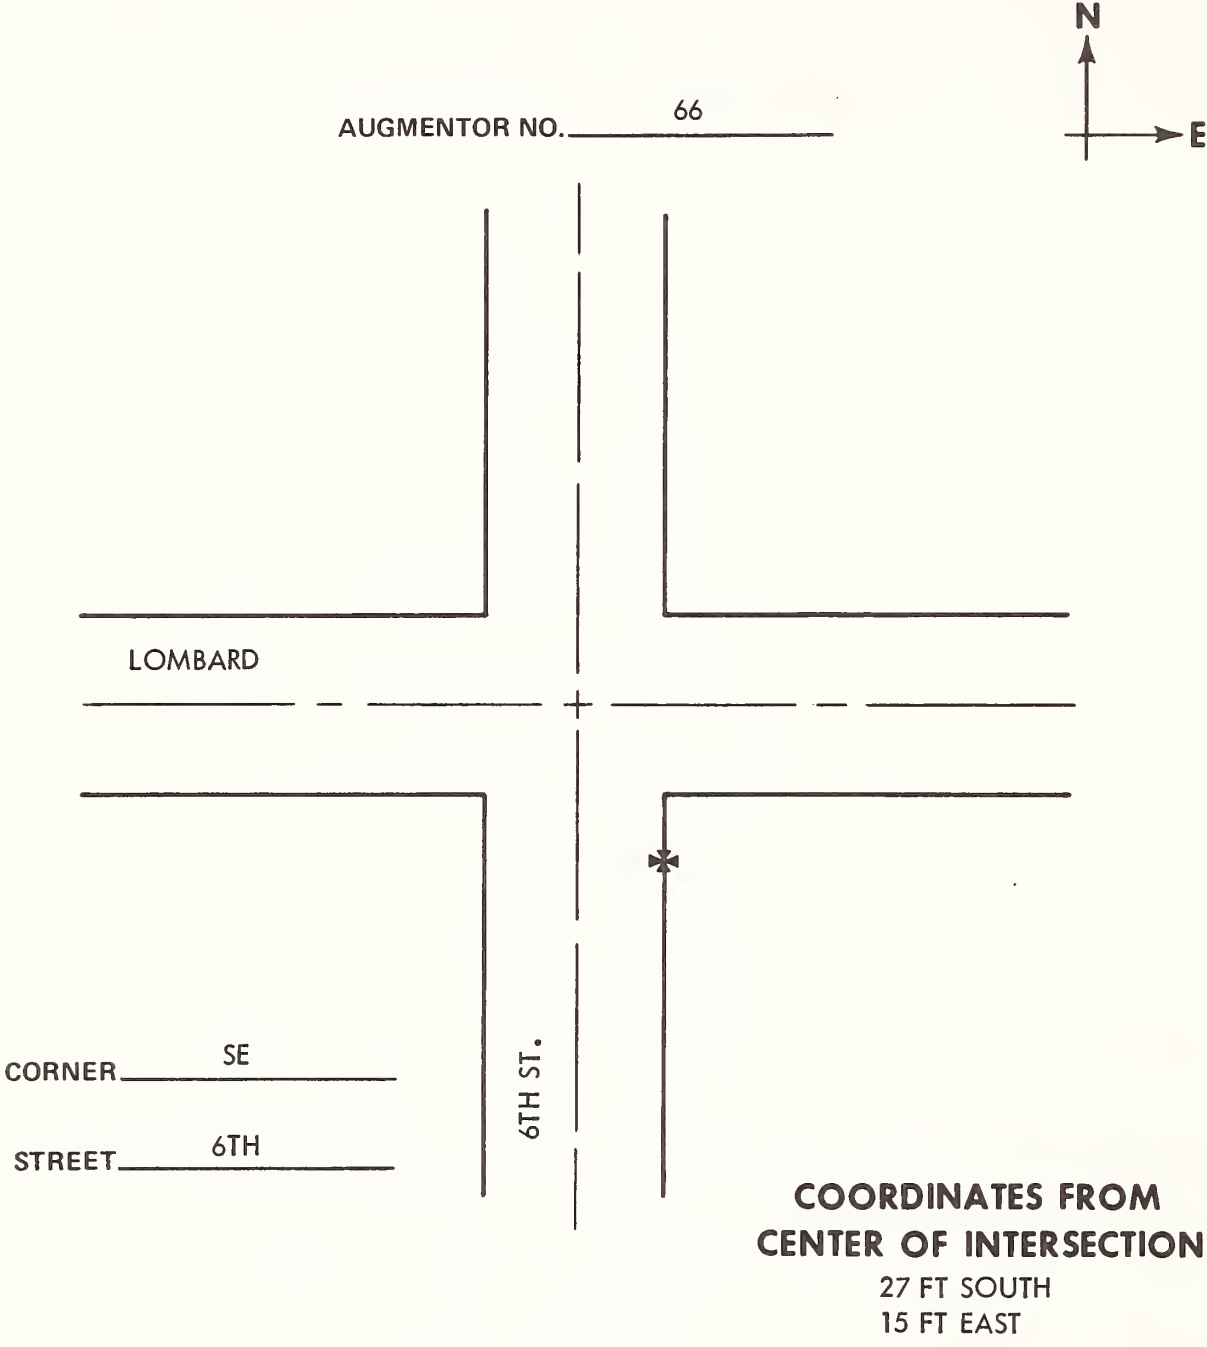 N
AUGMENTOR NO. 66
E
LOMBARD
6TH ST.
CORNER SE
STREET 6TH
COORDINATES FROM
CENTER OF INTERSECTION
27 FT SOUTH
15 FT EAST